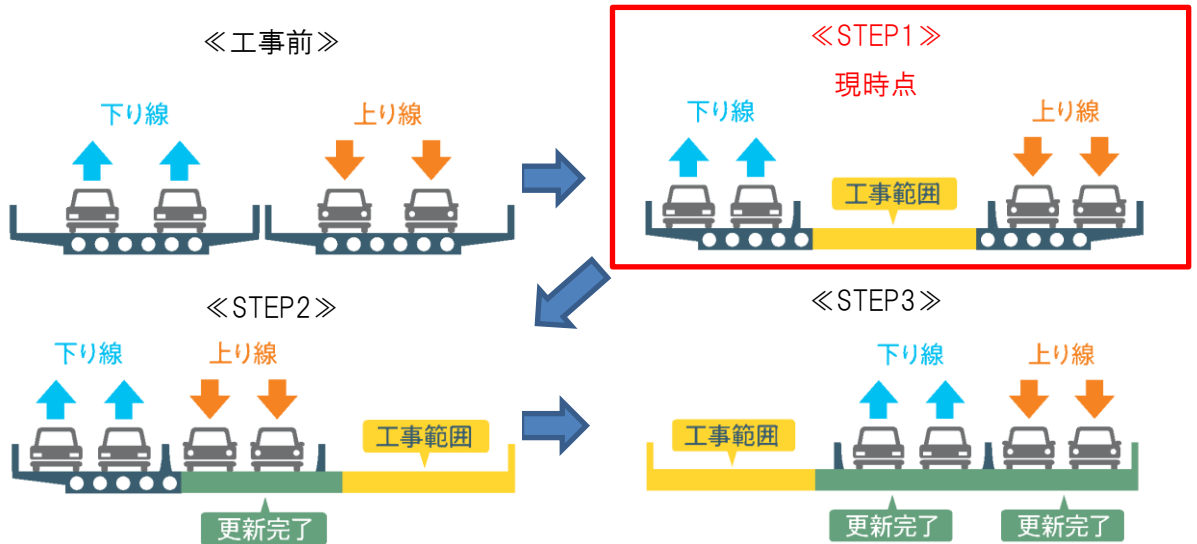 ≪工事前≫
下り線
上り線
≪STEP1≫
現時点
下り線
上り線
工事範囲
≪STEP2≫
下り線
上り線
工事範囲
更新完了
≪STEP3≫
下り線
上り線
工事範囲
更新完了
更新完了